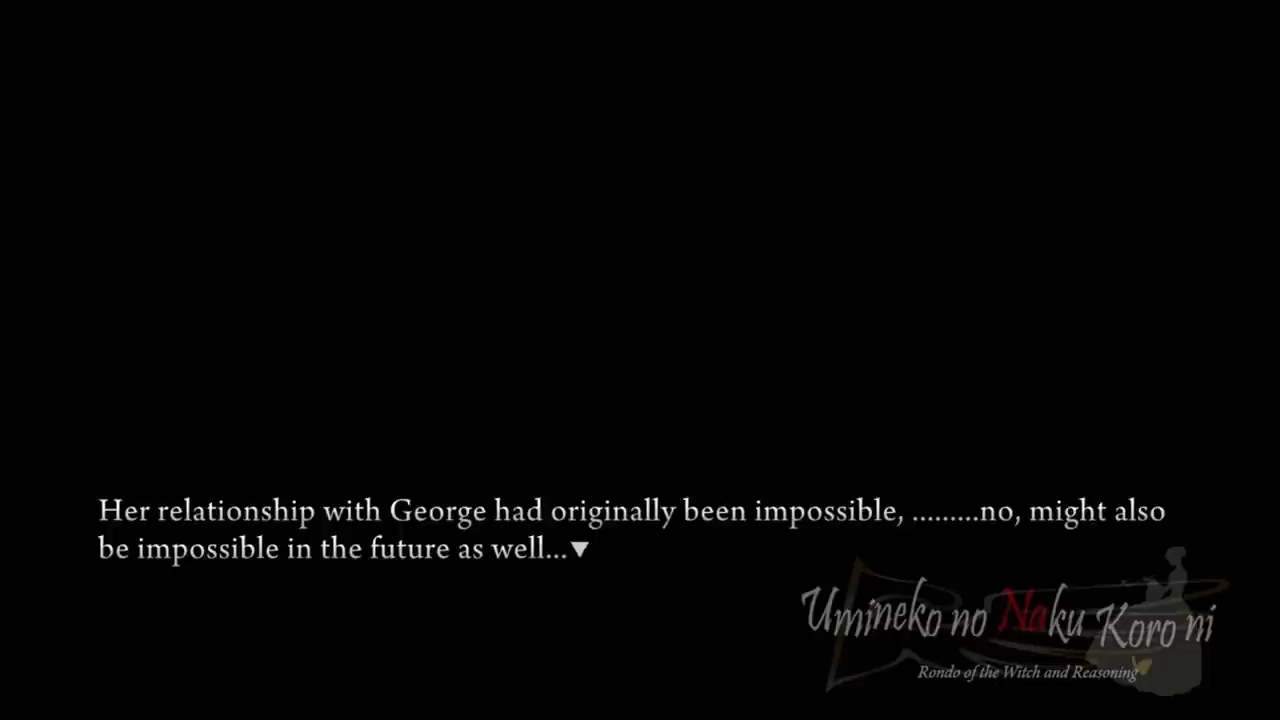 Her relationship with George had originally been impossible, .........no, might also
be impossible in the future as well...▼
Umineko no Naku Koro ni
Rondo of the Witch and Reasoning